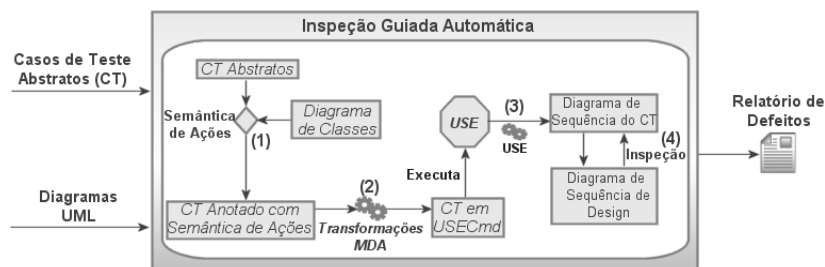 Inspeção Guiada Automática
Casos de Teste
Abstratos (CT)
Diagramas
UML
CT Abstratos
Semântica
de Ações
(1)
Diagrama
de Classes
CT Anotado com
Semântica de Ações
(2)
Transformações
MDA
CT em
USECmd
Executa
USE
(3)
USE
Diagrama de
Sequência do CT
(4)
Inspeção
Diagrama de
Sequência de
Design
Relatório de
Defeitos